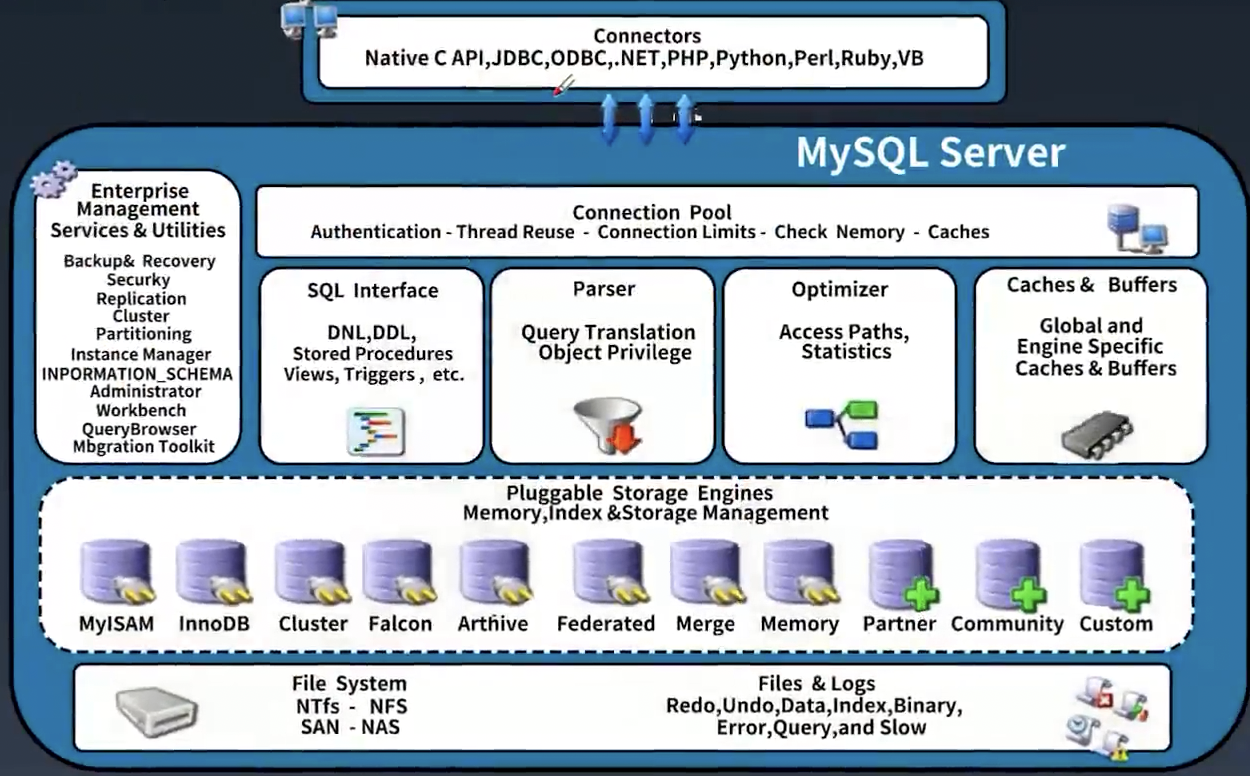 Connectors
Native C API,JDBC,ODBC,.NET,PHP,Python,Perl,Ruby,VB
MySQL Server
Enterprise
Management
Services & Utilities
Backup& Recovery
Securky
Replication
Cluster
Partitioning
Instance Manager
INPORMATION_SCHEMA
Administrator
Workbench
QueryBrowser
Mbgration Toolkit
Connection Pool
Authentication - Thread Reuse - Connection Limits - Check Nemory - Caches
SQL Interface
DNL,DDL,
Stored Procedures
Views, Triggers , etc.
Parser
Query Translation
Object Privilege
Optimizer
Access Paths,
Statistics
Caches & Buffers
Global and
Engine Specific
Caches & Buffers
Pluggable Storage Engines
Memory,Index &Storage Management
MyISAM InnoDB Cluster Falcon Arthive Federated Merge Memory Partner Community Custom
File System
NTfs - NFS
SAN - NAS
Files & Logs
Redo,Undo,Data,Index,Binary,
Error,Query,and Slow